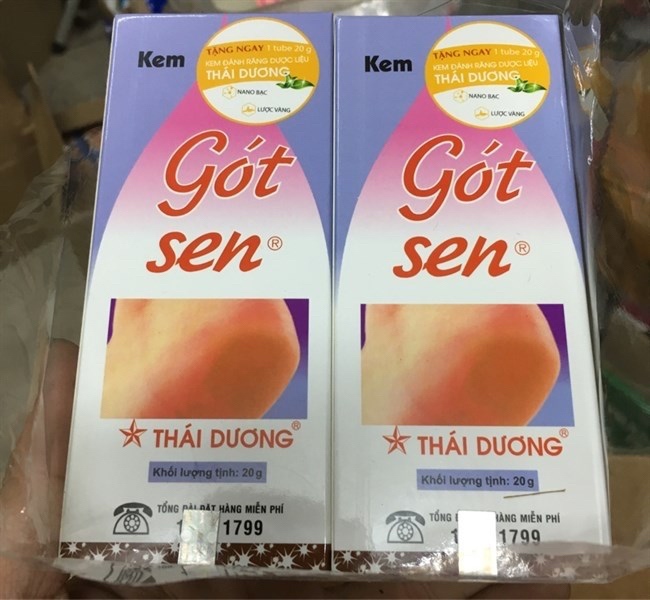 Kem
TẶNG NGAY 1 tube 20 g
KEM ĐÁNH RĂNG DƯỢC LIỆU
THÁI DƯƠNG
NANO BẠC
LƯỢC VÀNG
Gót
sen ®
THÁI DƯƠNG ®
Khối lượng tịnh: 20 g
TỔNG ĐÀI ĐẶT HÀNG MIỄN PHÍ
1799
Kem
TẶNG NGAY 1 tube 20 g
KEM ĐÁNH RĂNG DƯỢC LIỆU
THÁI DƯƠNG
NANO BẠC
LƯỢC VÀNG
Gót
sen ®
THÁI DƯƠNG ®
Khối lượng tịnh: 20 g
TỔNG ĐẶT HÀNG MIỄN PHÍ
1799